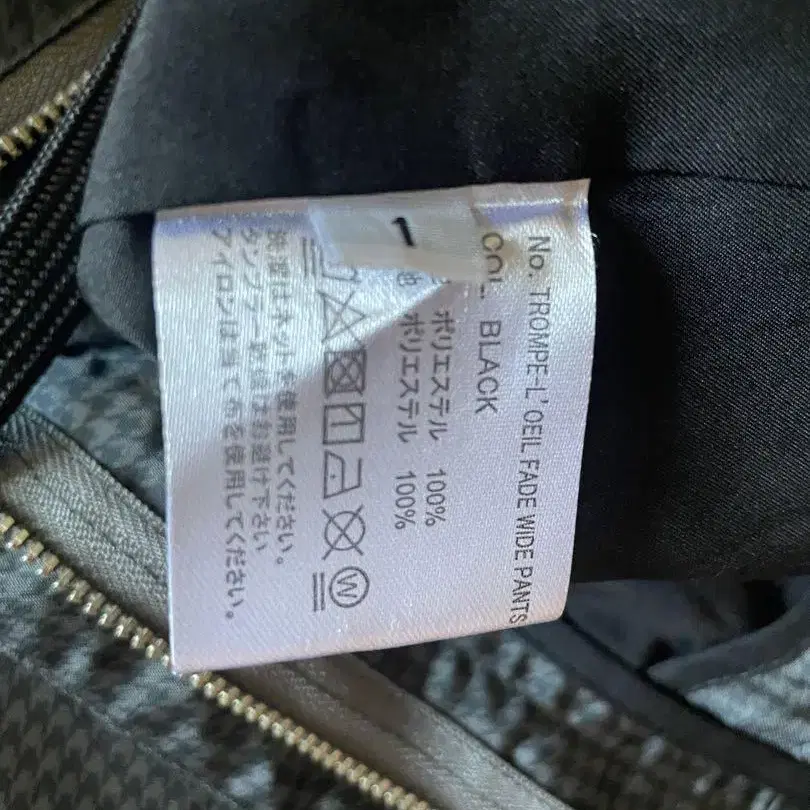 No. TROMPE-L'OEIL FADE WIDE PANTS
COL. BLACK
1
ポリエステル 100%
ポリエステル 100%
W
はネットを使用してください。
タンブラー乾燥はお避け下さい
アイロンは当て布を使用してください。